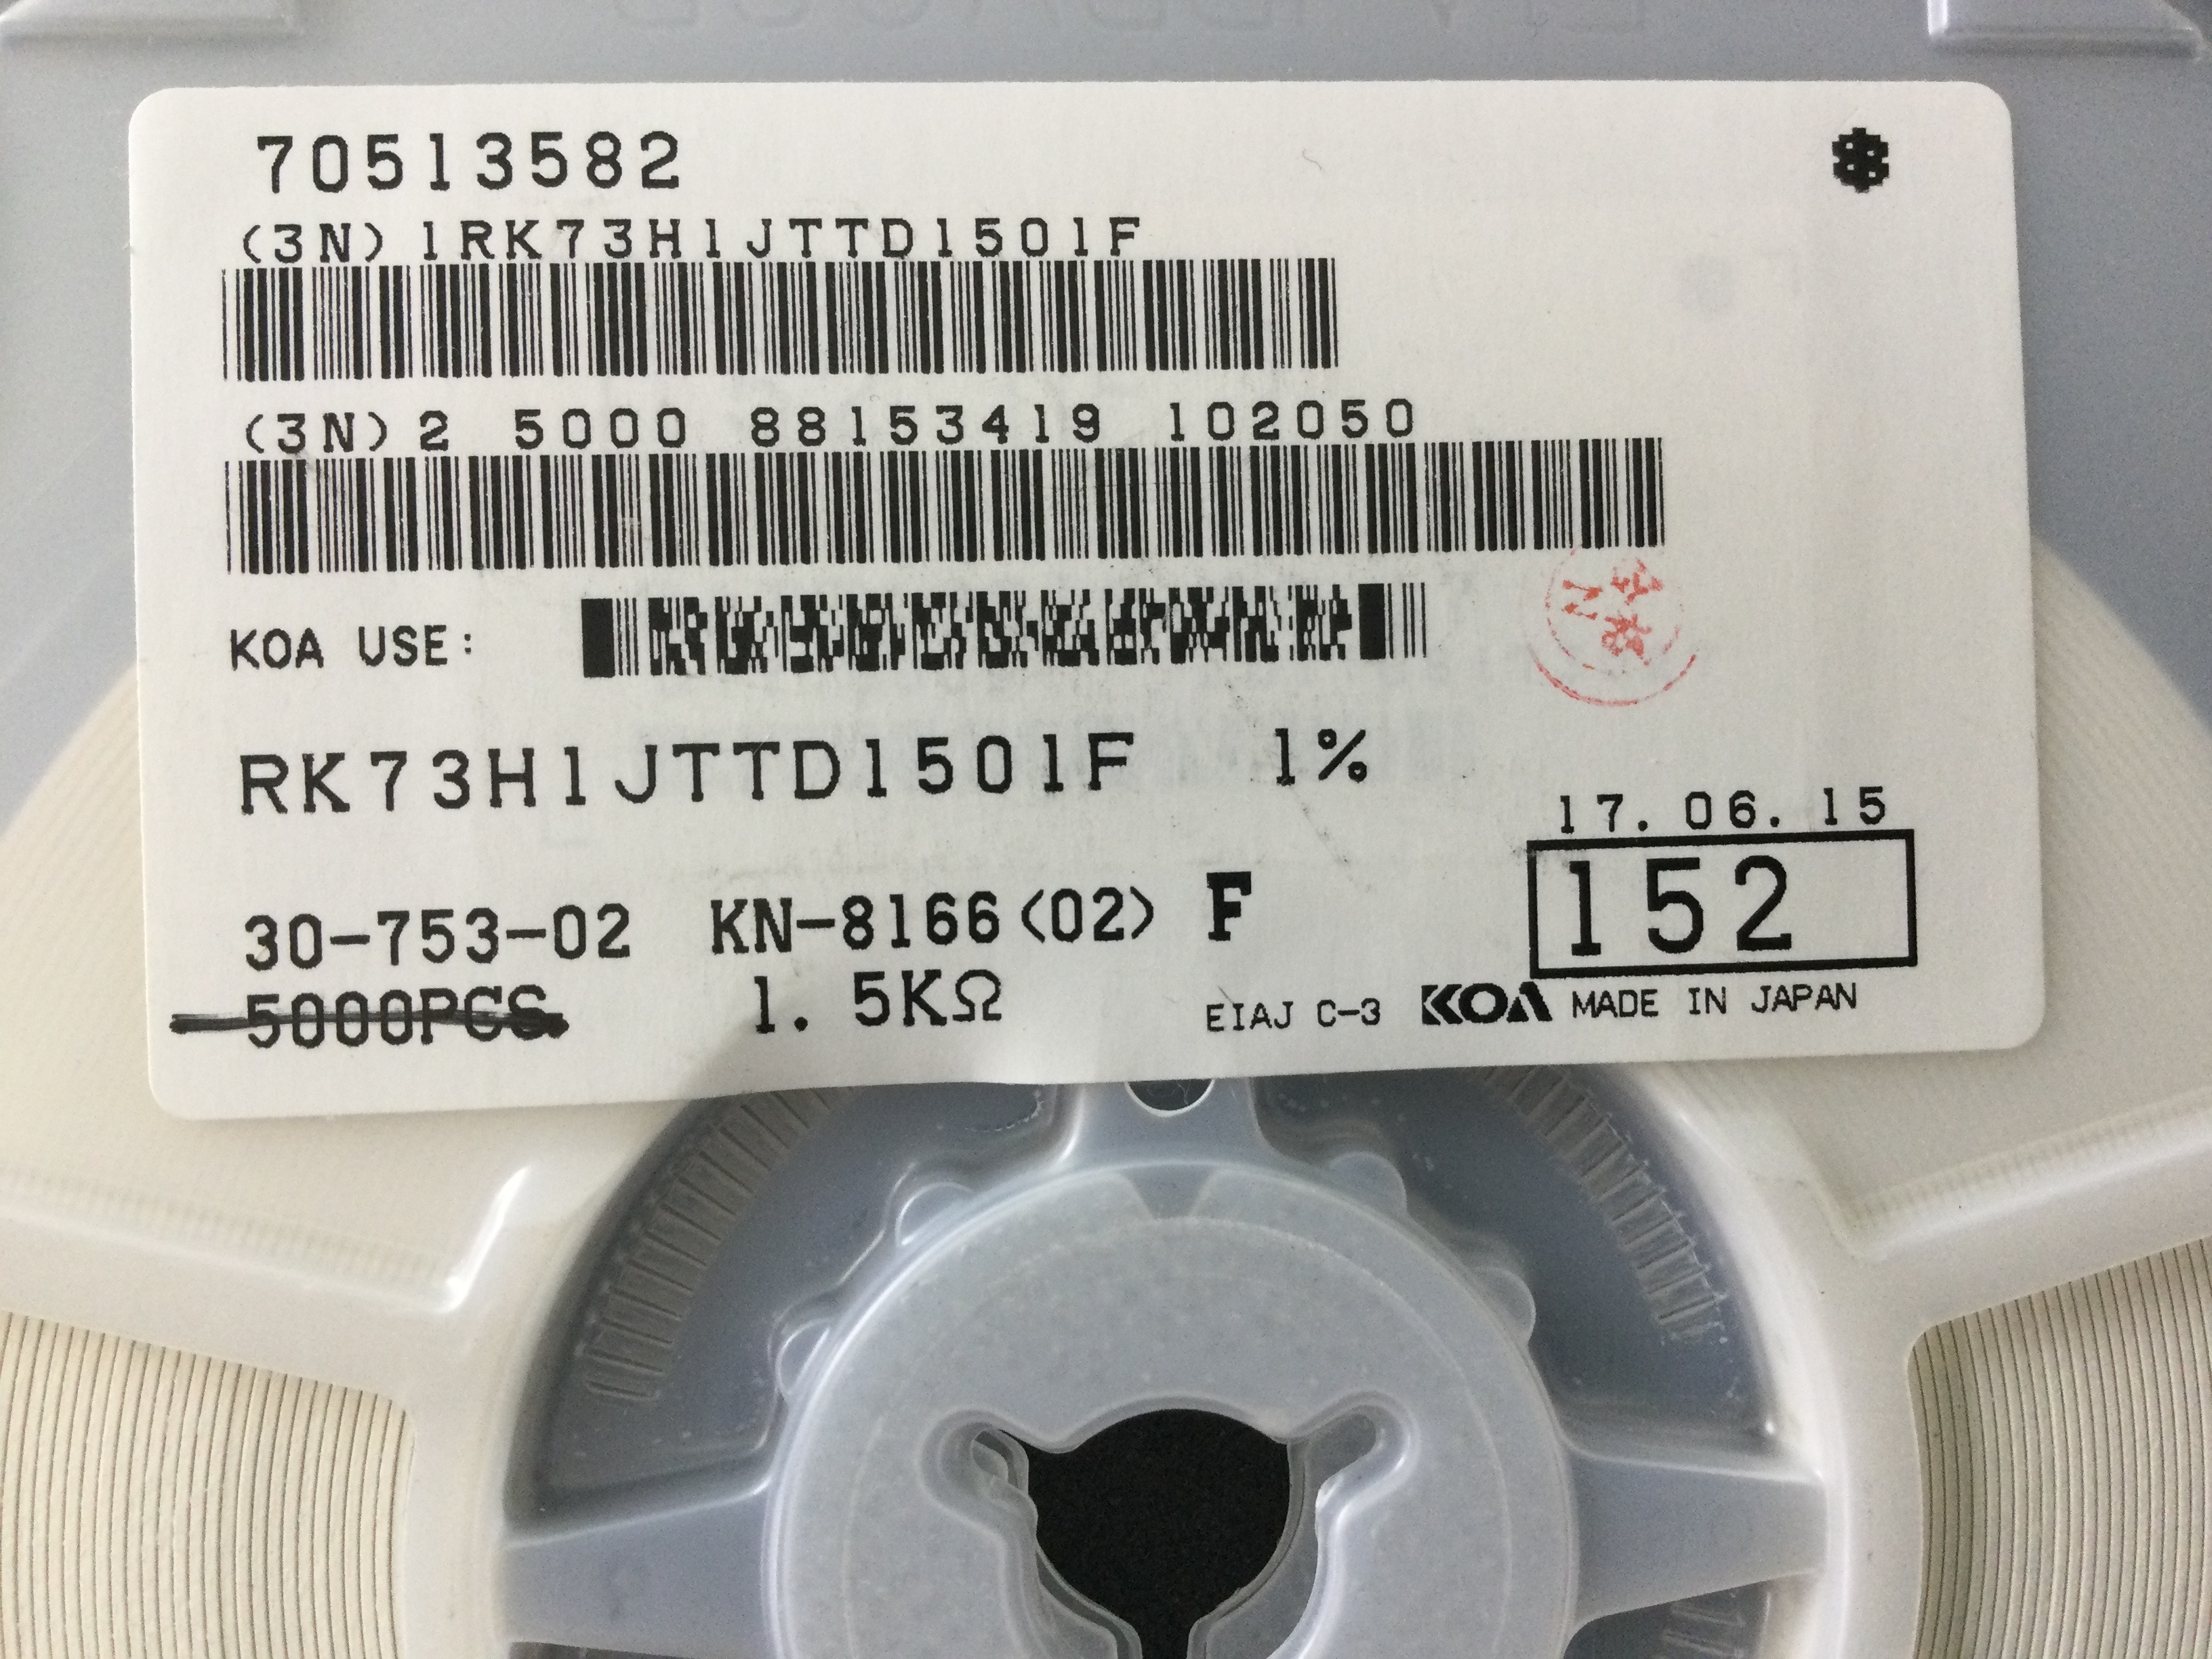 70513582
(3N)1RK73H1JTTD1501F
(3N)2 5000 88153419 102050
KOA USE:
RK73H1JTTD1501F 1%
17.06.15
152
30-753-02 KN-8166(02) F
5000PCS 1.5KΩ EIAJ C-3 KOA MADE IN JAPAN